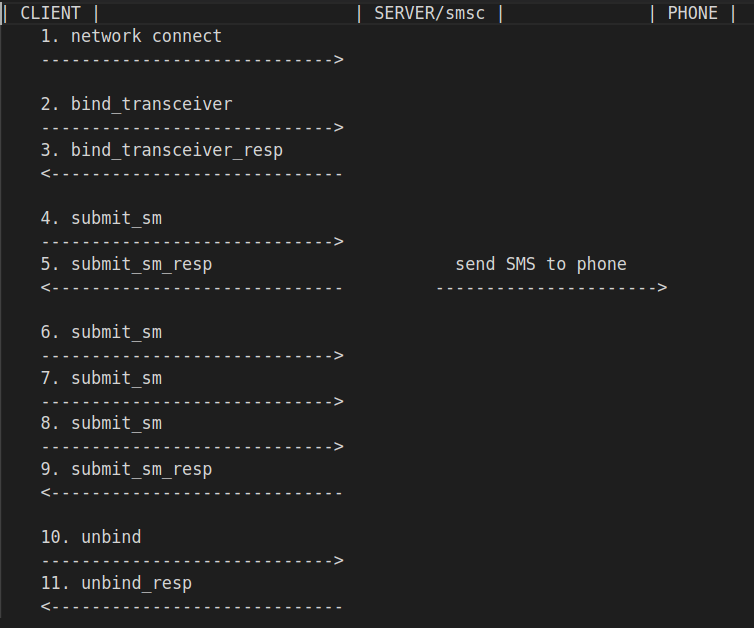 | CLIENT |                          | SERVER/smsc |              | PHONE |
    1. network connect
    ----------------------------->

    2. bind_transceiver
    ----------------------------->
    3. bind_transceiver_resp
    <-----------------------------

    4. submit_sm
    ----------------------------->
    5. submit_sm_resp                        send SMS to phone
    <-----------------------------         ---------------------->

    6. submit_sm
    ----------------------------->
    7. submit_sm
    ----------------------------->
    8. submit_sm
    ----------------------------->
    9. submit_sm_resp
    <-----------------------------

    10. unbind
    ----------------------------->
    11. unbind_resp
    <-----------------------------